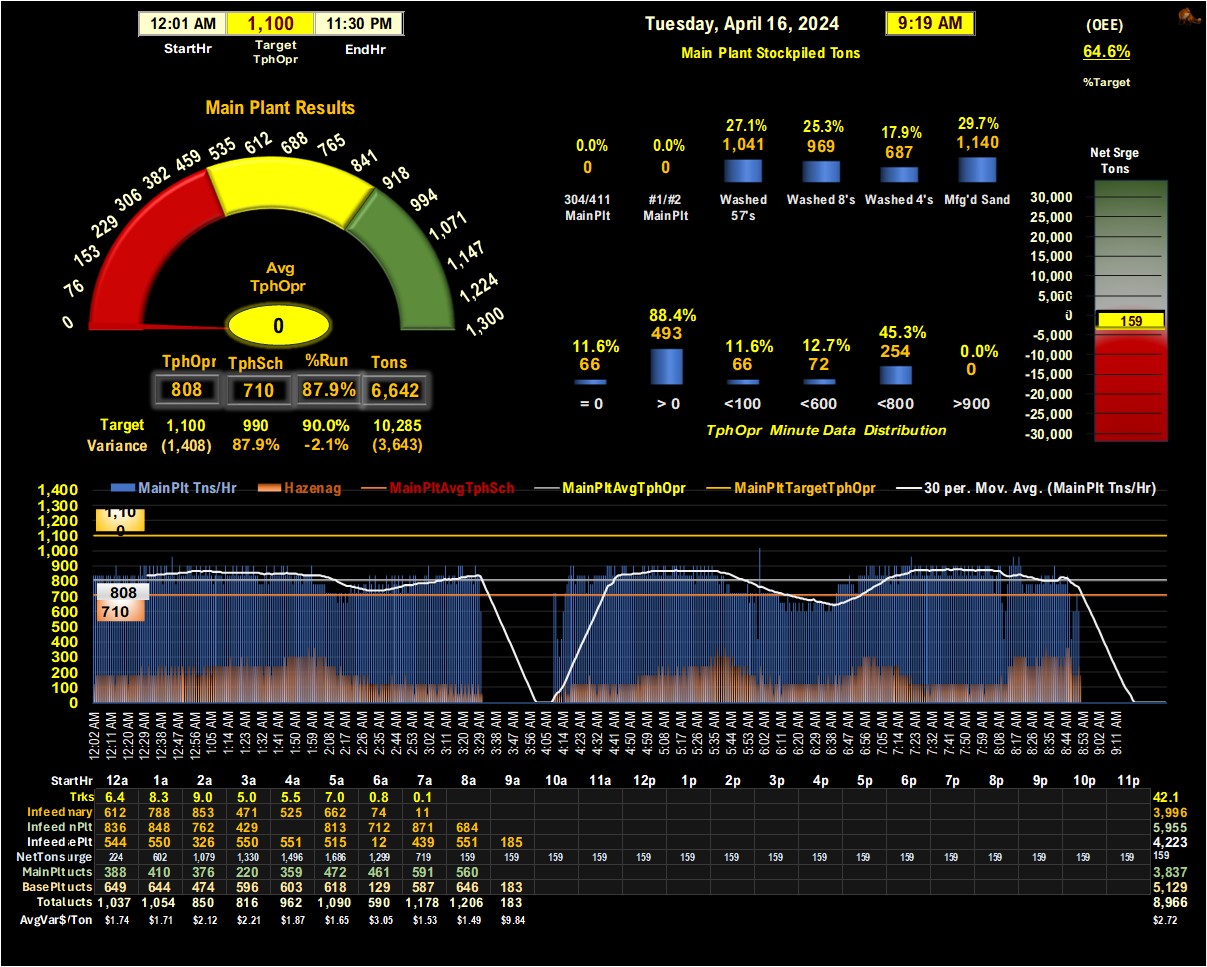 12:01 AM 1,100 11:30 PM
StartHr Target TphOpr EndHr
Tuesday, April 16, 2024 9:19 AM
Main Plant Stockpiled Tons
(OEE)
64.6%
%Target
Main Plant Results
0 76 153 229 306 382 459 535 612 688 765 841 918 994 1,071 1,147 1,224 1,300
Avg
TphOpr
0
27.1% 25.3% 17.9% 29.7%
0.0% 0.0% 1,041 969 687 1,140
0 0
304/411 #1/#2 Washed Washed 8's Washed 4's Mfg'd Sand
MainPlt MainPlt 57's
Net Srge
Tons
30,000
25,000
20,000
15,000
10,000
5,000
0
159
-5,000
-10,000
-15,000
-20,000
-25,000
-30,000
TphOpr TphSch %Run Tons
808 710 87.9% 6,642
Target 1,100 990 90.0% 10,285
Variance (1,408) 87.9% -2.1% (3,643)
11.6% 88.4% 11.6% 12.7% 45.3% 0.0%
66 493 66 72 254 0
= 0 > 0 <100 <600 <800 >900
TphOpr Minute Data Distribution
MainPlt Tns/Hr Hazenag MainPltAvgTphSch MainPltAvgTphOpr MainPltTargetTphOpr 30 per. Mov. Avg. (MainPlt Tns/Hr)
1,400
1,300
1,200
1,100
1,000
900
800
700
600
500
400
300
200
100
0
1,10
0
808
710
12:02 AM 12:11 AM 12:20 AM 12:29 AM 12:38 AM 12:47 AM 12:56 AM 1:05 AM 1:14 AM 1:23 AM 1:32 AM 1:41 AM 1:50 AM 1:59 AM 2:08 AM 2:17 AM 2:26 AM 2:35 AM 2:44 AM 2:53 AM 3:02 AM 3:11 AM 3:20 AM 3:29 AM 3:38 AM 3:47 AM 3:56 AM 4:05 AM 4:14 AM 4:23 AM 4:32 AM 4:41 AM 4:50 AM 4:59 AM 5:08 AM 5:17 AM 5:26 AM 5:35 AM 5:44 AM 5:53 AM 6:02 AM 6:11 AM 6:20 AM 6:29 AM 6:38 AM 6:47 AM 6:56 AM 7:05 AM 7:14 AM 7:23 AM 7:32 AM 7:41 AM 7:50 AM 7:59 AM 8:08 AM 8:17 AM 8:26 AM 8:35 AM 8:44 AM 8:53 AM 9:02 AM 9:11 AM
StartHr 12a 1a 2a 3a 4a 5a 6a 7a 8a 9a 10a 11a 12p 1p 2p 3p 4p 5p 6p 7p 8p 9p 10p 11p
Trks 6.4 8.3 9.0 5.0 5.5 7.0 0.8 0.1 42.1
Infeed mary 612 788 853 471 525 662 74 11 3,996
Infeed nPlt 836 848 762 429 813 712 871 684 5,955
Infeed ePlt 544 550 326 550 551 515 12 439 551 185 4,223
NetTons urge 224 602 1,079 1,330 1,496 1,686 1,299 719 159 159 159 159 159 159 159 159 159 159 159 159 159 159 159 159 159
MainPlt ucts 388 410 376 220 359 472 461 591 560 3,837
BasePlt ucts 649 644 474 596 603 618 129 587 646 183 5,129
Total ucts 1,037 1,054 850 816 962 1,090 590 1,178 1,206 183 8,966
AvgVar$/Ton $1.74 $1.71 $2.12 $2.21 $1.87 $1.65 $3.05 $1.53 $1.49 $9.84 $2.72